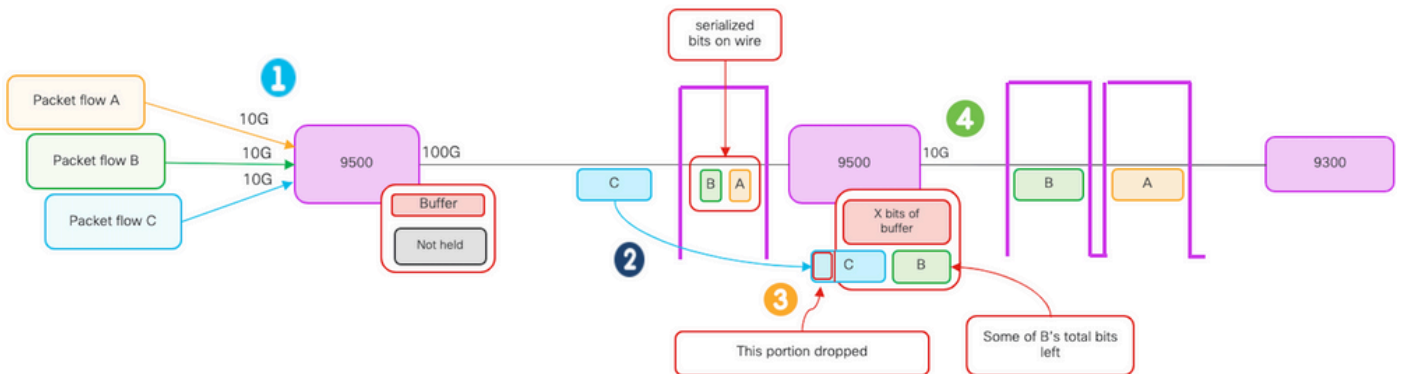 serialized
bits on wire
1
Packet flow A
10G
4
Packet flow B
10G
9500
100G
9500
10G
9300
10G
C
B
A
B
A
Packet flow C
Buffer
X bits of
buffer
Not held
2
C
B
3
This portion dropped
Some of B's total bits
left